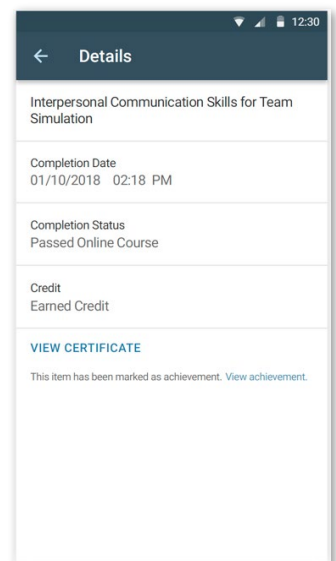 12:30
Details
Interpersonal Communication Skills for Team
Simulation
Completion Date
01/10/2018 02:18 PM
Completion Status
Passed Online Course
Credit
Earned Credit
VIEW CERTIFICATE
This item has been marked as achievement. View achievement.